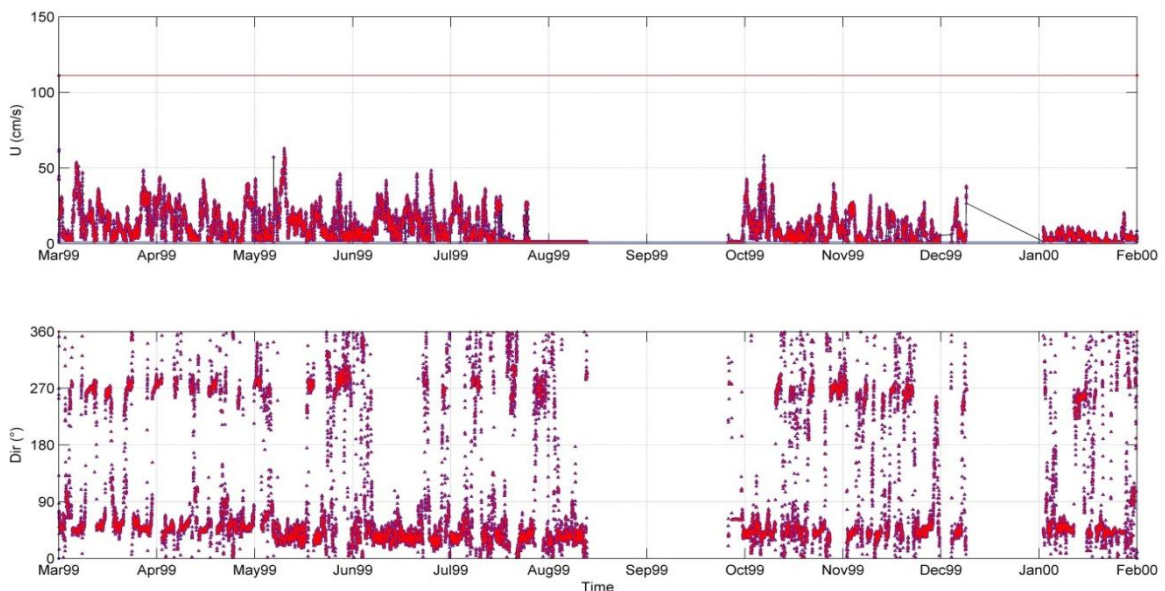 150
100
50
0
U (cm/s)
Mar99 Apr99 May99 Jun99 Jul99 Aug99 Sep99 Oct99 Nov99 Dec99 Jan00 Feb00
360
270
180
90
0
Dir (°)
Mar99 Apr99 May99 Jun99 Jul99 Aug99 Sep99 Oct99 Nov99 Dec99 Jan00 Feb00
Time